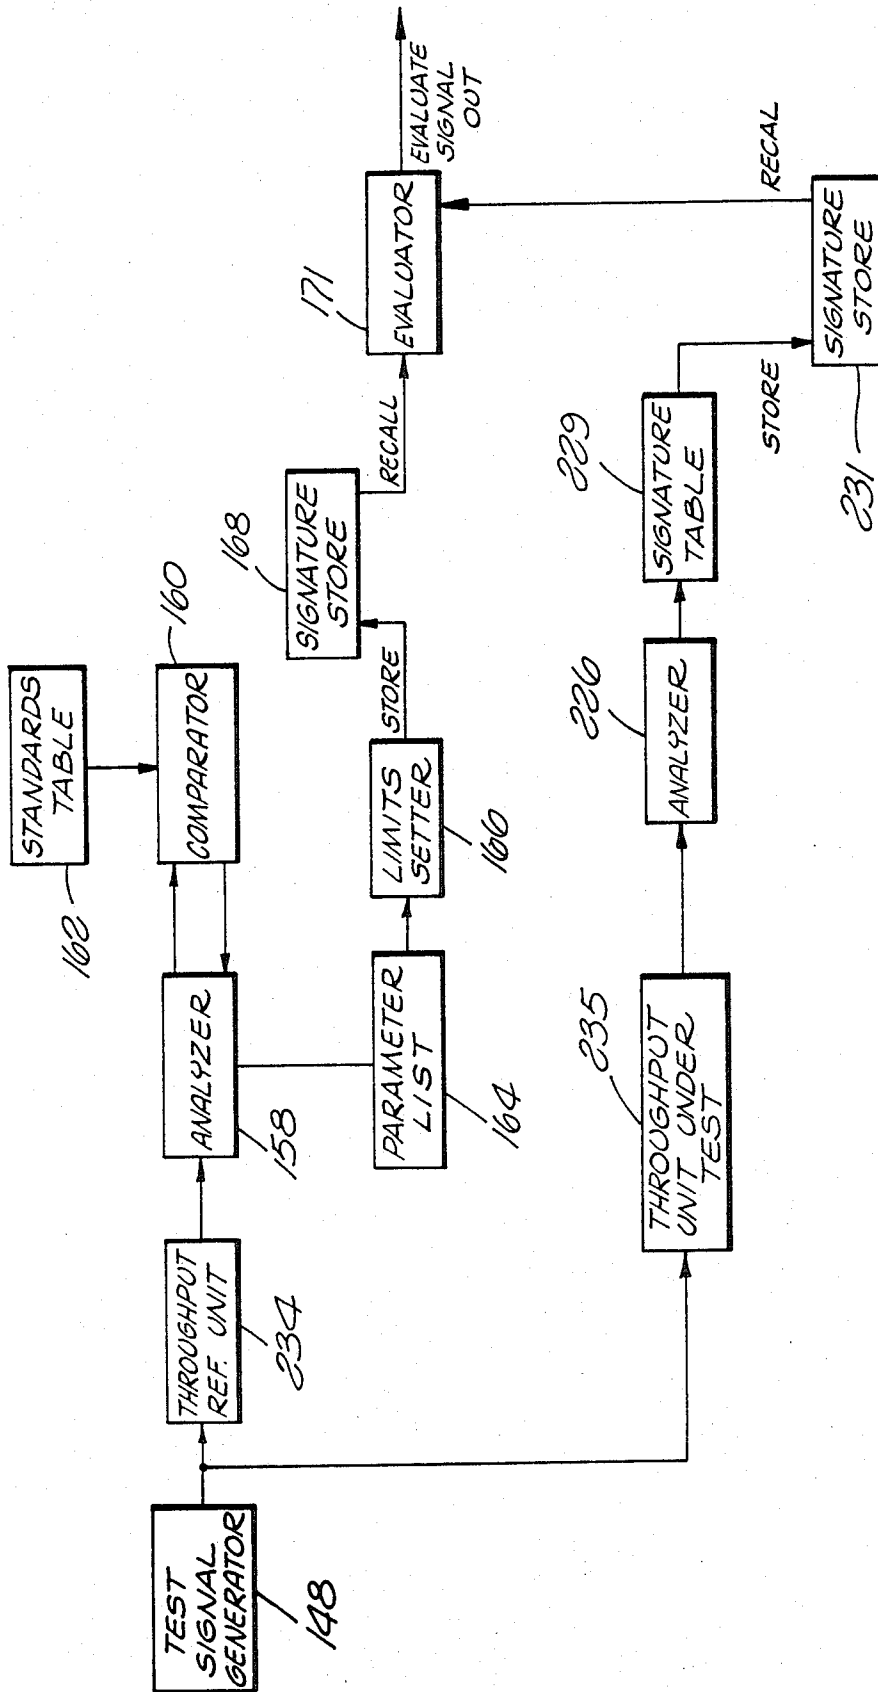 TEST
SIGNAL
GENERATOR
148
THROUGHPUT
REF. UNIT
234
ANALYZER
158
STANDARDS
TABLE
162
COMPARATOR
160
PARAMETER
LIST
164
LIMITS
SETTER
166
STORE
SIGNATURE
STORE
168
RECALL
EVALUATOR
171
EVALUATE
SIGNAL
OUT
THROUGHPUT
UNIT UNDER
TEST
235
ANALYZER
226
SIGNATURE
TABLE
229
STORE
SIGNATURE
STORE
231
RECAL